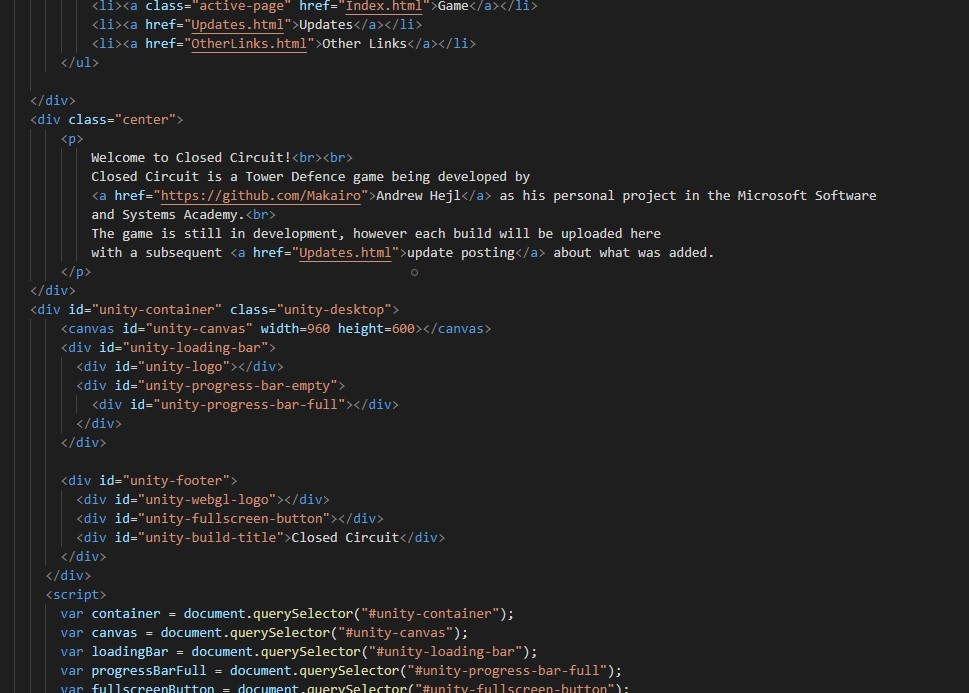 <li><a class="active-page" href="Index.html">Game</a></li>
<li><a href="Updates.html">Updates</a></li>
<li><a href="OtherLinks.html">Other Links</a></li>
</ul>
</div>
<div class="center">
<p>
Welcome to Closed Circuit!<br><br>
Closed Circuit is a Tower Defence game being developed by
<a href="https://github.com/Makairo">Andrew Hejl</a> as his personal project in the Microsoft Software
and Systems Academy.<br>
The game is still in development, however each build will be uploaded here
with a subsequent <a href="Updates.html">update posting</a> about what was added.
</p>
</div>
<div id="unity-container" class="unity-desktop">
<canvas id="unity-canvas" width=960 height=600></canvas>
<div id="unity-loading-bar">
<div id="unity-logo"></div>
<div id="unity-progress-bar-empty">
<div id="unity-progress-bar-full"></div>
</div>
</div>
<div id="unity-footer">
<div id="unity-webgl-logo"></div>
<div id="unity-fullscreen-button"></div>
<div id="unity-build-title">Closed Circuit</div>
</div>
</div>
<script>
var container = document.querySelector("#unity-container");
var canvas = document.querySelector("#unity-canvas");
var loadingBar = document.querySelector("#unity-loading-bar");
var progressBarFull = document.querySelector("#unity-progress-bar-full");
var fullscreenButton = document.querySelector("#unity-fullscreen-button");